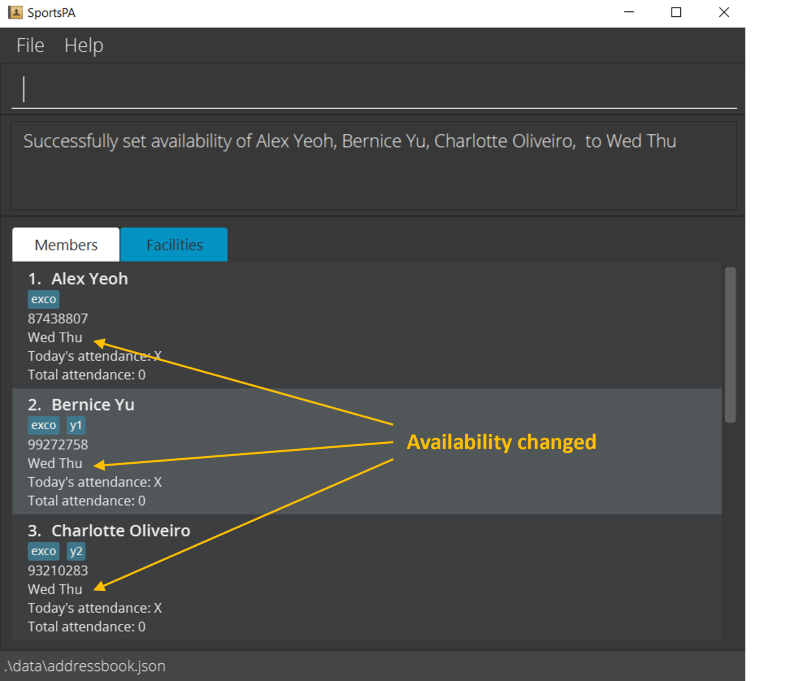 SportsPA
File Help
Successfully set availability of Alex Yeoh, Bernice Yu, Charlotte Oliveiro,  to Wed Thu
Members Facilities
1. Alex Yeoh
exco
87438807
Wed Thu
Today's attendance: X
Total attendance: 0
2. Bernice Yu
exco y1
99272758
Wed Thu
Today's attendance: X
Total attendance: 0
Availability changed
3. Charlotte Oliveiro
exco y2
93210283
Wed Thu
Today's attendance: X
Total attendance: 0
.\data\addressbook.json